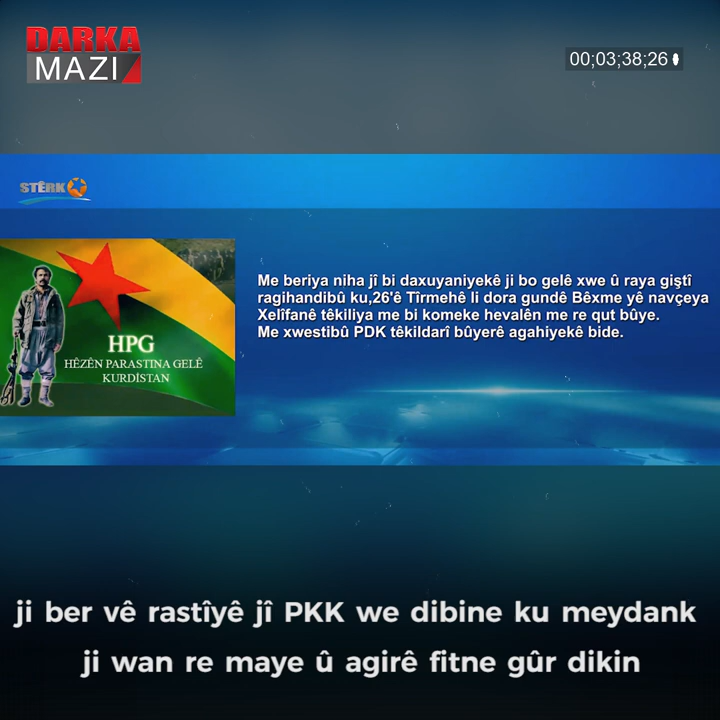 DARKA
MAZI
00;03;38;26
STÊRK
Me beriya niha jî bi daxuyaniyekê ji bo gelê xwe û raya giştî
ragihandibû ku,26'ê Tîrmehê li dora gundê Bêxme yê navçeya
Xelîfanê têkiliya me bi komeke hevalên me re qut bûye.
Me xwestibû PDK têkildarî bûyerê agahiyekê bide.
HPG
HÊZÊN PARASTINA GELÊ
KURDİSTAN
ji ber vê rastîyê jî PKK we dibine ku meydank
ji wan re maye û agirê fitne gûr dikin